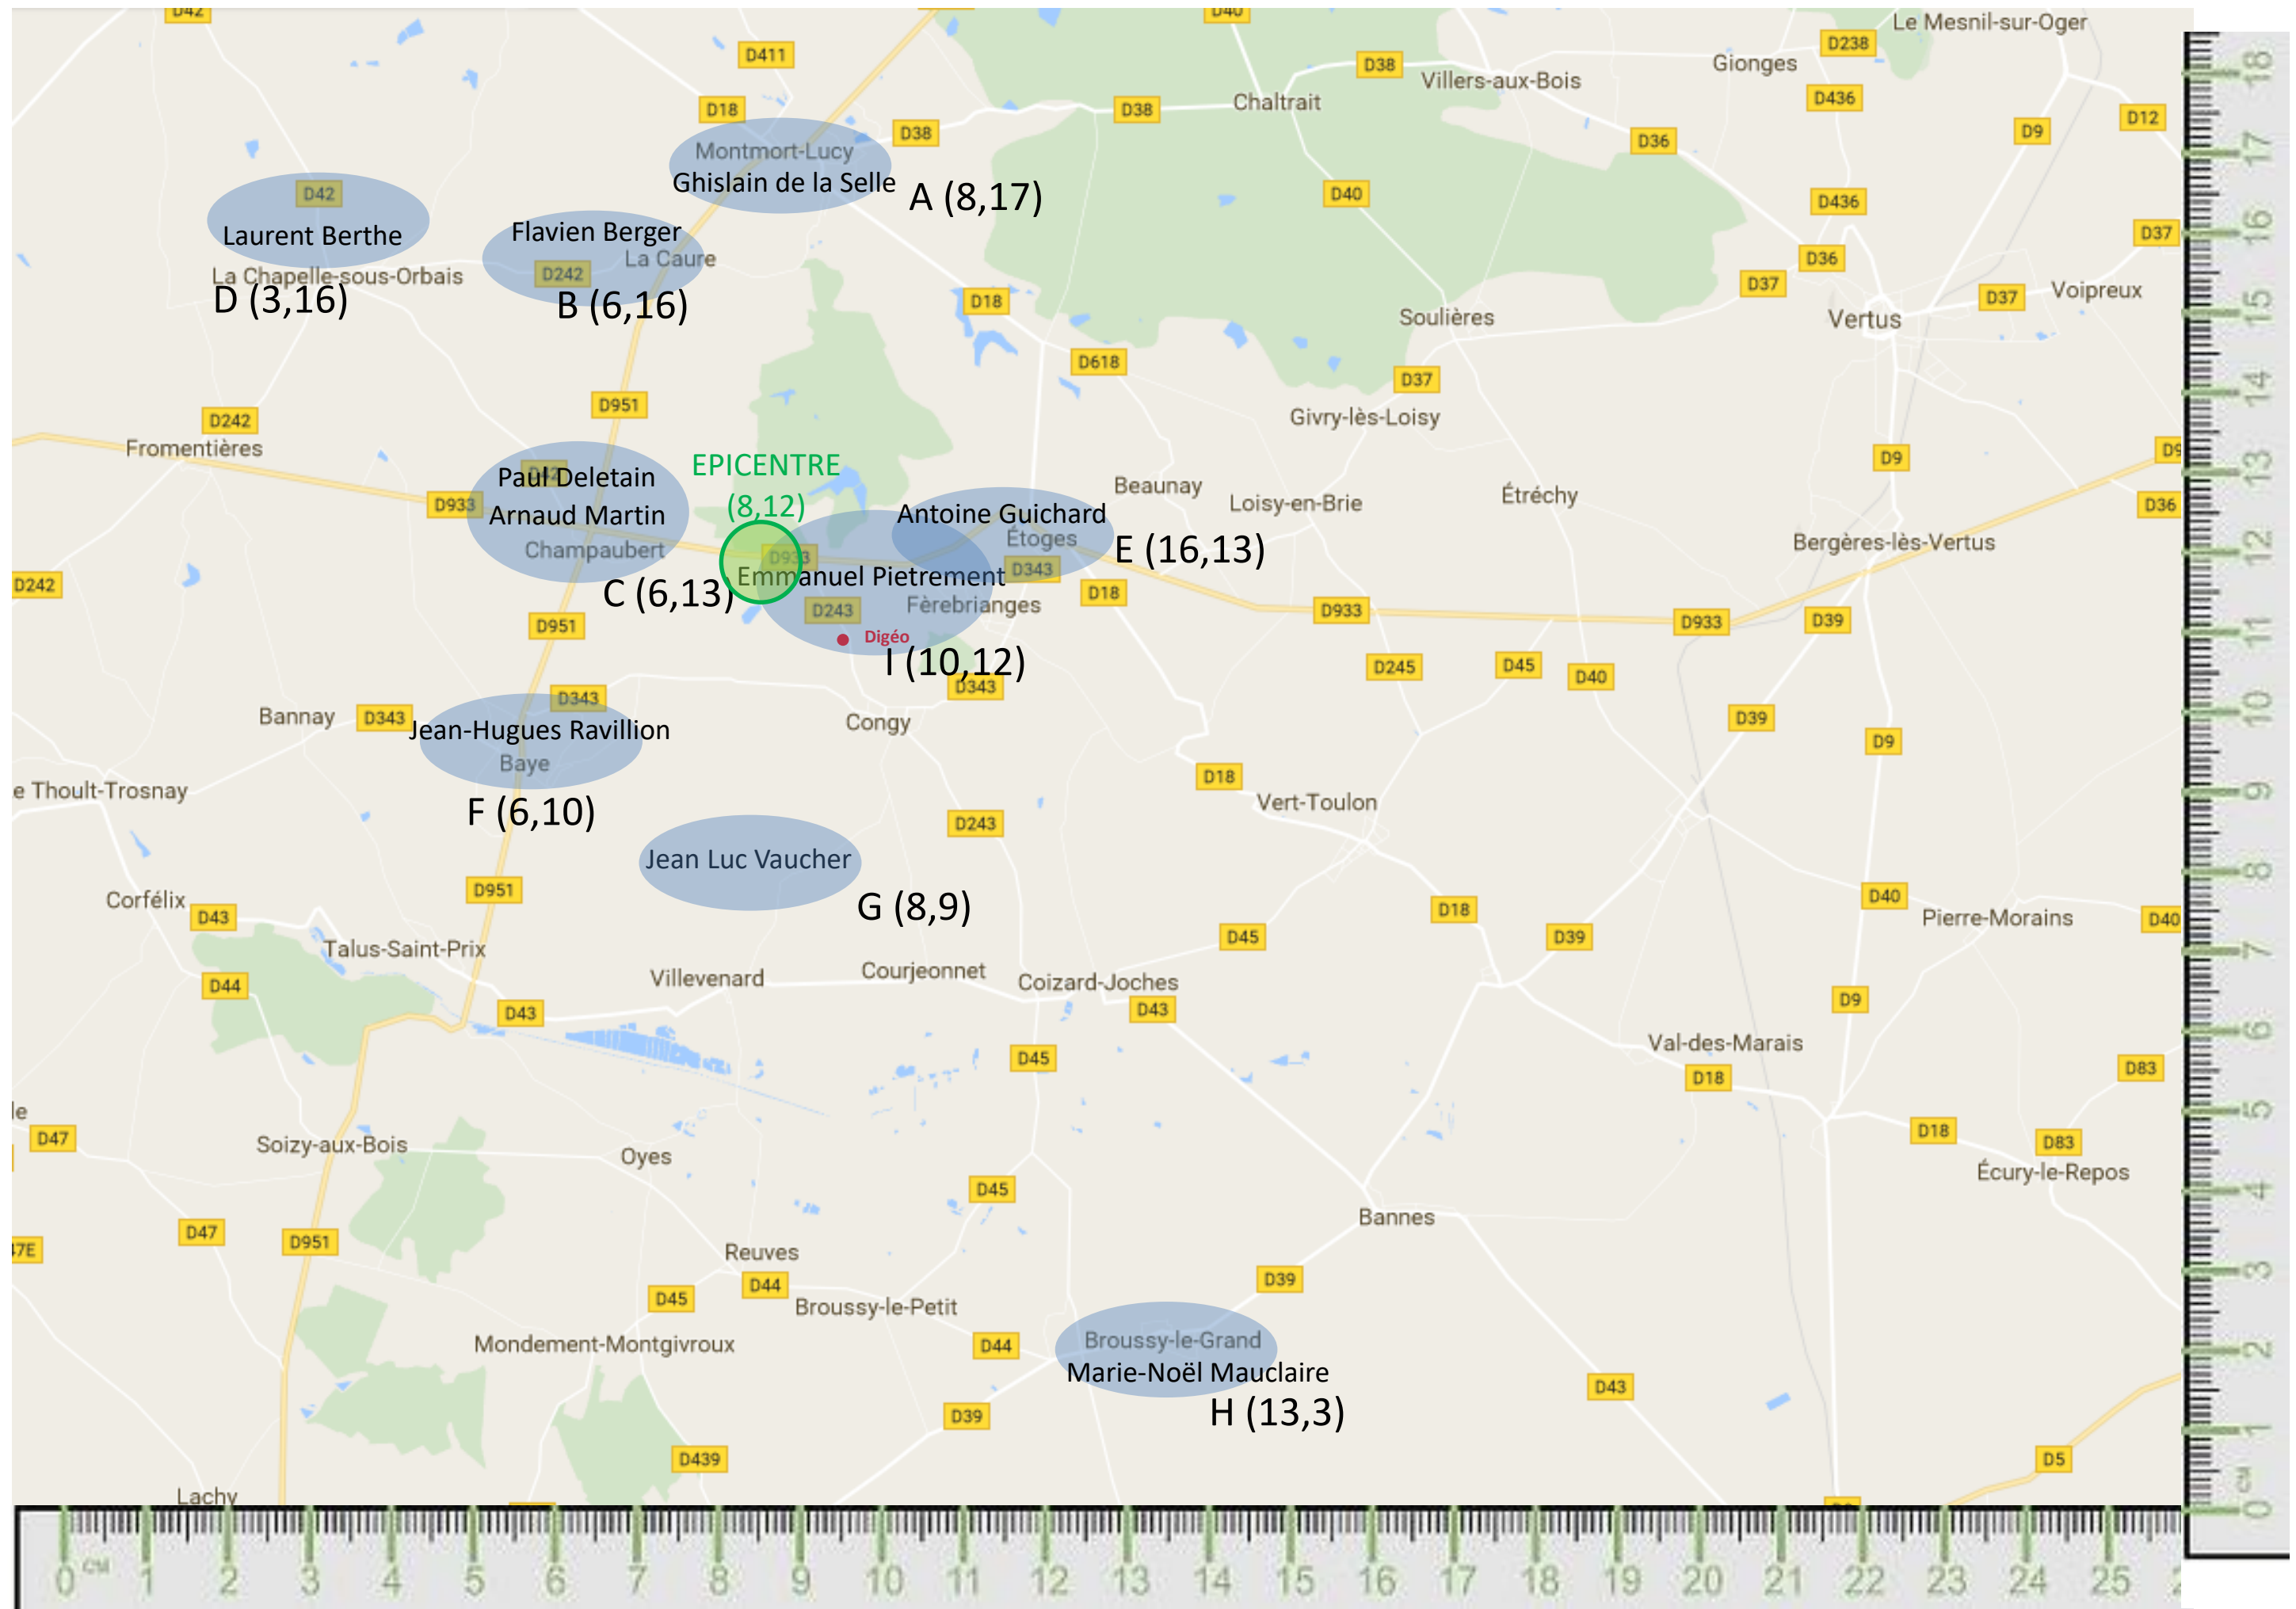 D42
D40
Le Mesnil-sur-Oger
D411
D238
Gionges
D38
Villers-aux-Bois
D436
D18
D38
Chaltrait
D12
D38
D9
D36
Montmort-Lucy
Ghislain de la Selle
A (8,17)
D42
D40
D436
Laurent Berthe
Flavien Berger
La Caure
D242
D37
D36
La Chapelle-sous-Orbais
D (3,16)
B (6,16)
D18
D37
D37
Voipreux
Soulières
Vertus
D618
D37
D951
D242
Givry-lès-Loisy
Fromentières
D9
D9
EPICENTRE
(8,12)
D42
Paul Deletain
Arnaud Martin
Champaubert
D933
C (6,13)
Beaunay
Loisy-en-Brie
Étréchy
D36
Antoine Guichard
Étoges
E (16,13)
D933
D343
Bergères-lès-Vertus
D242
Emmanuel Pietrement
D243
Fèrebrianges
D18
D933
D933
D39
D951
Digéo
I (10,12)
D245
D45
D40
D343
D343
Bannay
D343
Jean-Hugues Ravillion
Baye
Congy
D39
D9
F (6,10)
e Thoult-Trosnay
D18
Vert-Toulon
D243
Jean Luc Vaucher
G (8,9)
D951
Corfélix
D43
D18
D40
Pierre-Morains
D40
D45
D39
Talus-Saint-Prix
D44
Villevenard
Courjeonnet
Coizard-Joches
D43
D43
D9
D45
Val-des-Marais
D18
D83
le
D47
Soizy-aux-Bois
Oyes
D18
D83
Écury-le-Repos
D45
D47
D951
47E
Bannes
Reuves
D44
D45
Broussy-le-Petit
D39
Mondement-Montgivroux
D44
Broussy-le-Grand
Marie-Noël Mauclaire
H (13,3)
D43
D39
D439
D5
Lachy
18
17
16
15
14
13
12
11
10
9
8
7
6
5
4
3
2
1
0 CM
0 CM 1 2 3 4 5 6 7 8 9 10 11 12 13 14 15 16 17 18 19 20 21 22 23 24 25 2